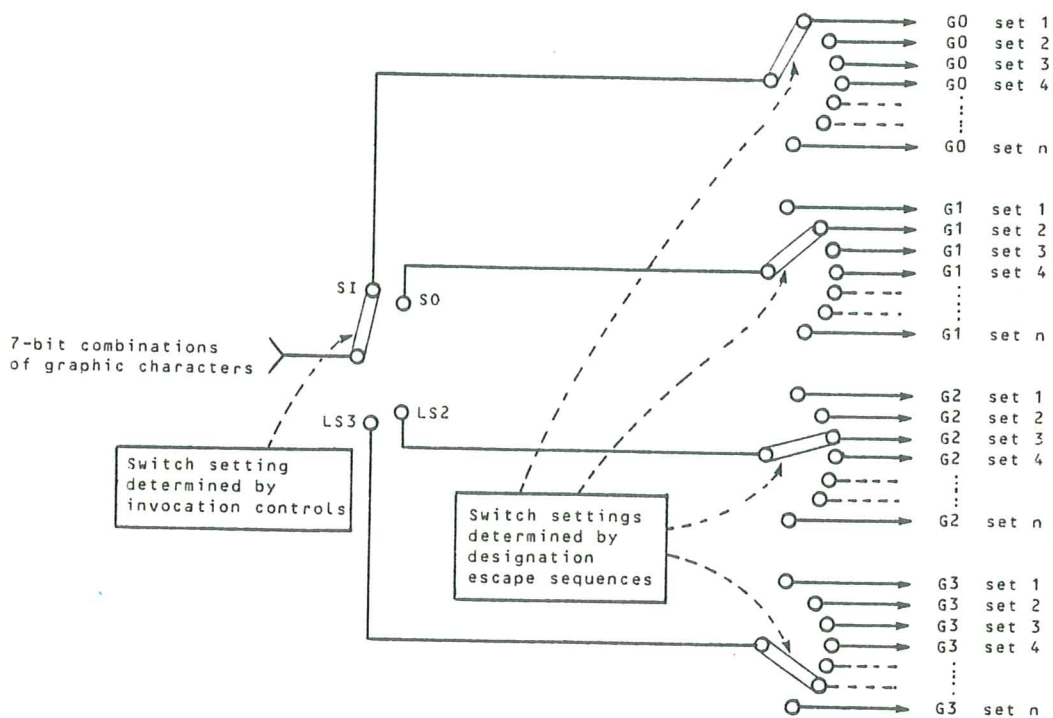 G0 set 1
G0 set 2
G0 set 3
G0 set 4
G0 set n
G1 set 1
G1 set 2
G1 set 3
G1 set 4
G1 set n
SI
SO
7-bit combinations
of graphic characters
LS3
LS2
Switch setting
determined by
invocation controls
Switch settings
determined by
designation
escape sequences
G2 set 1
G2 set 2
G2 set 3
G2 set 4
G2 set n
G3 set 1
G3 set 2
G3 set 3
G3 set 4
G3 set n